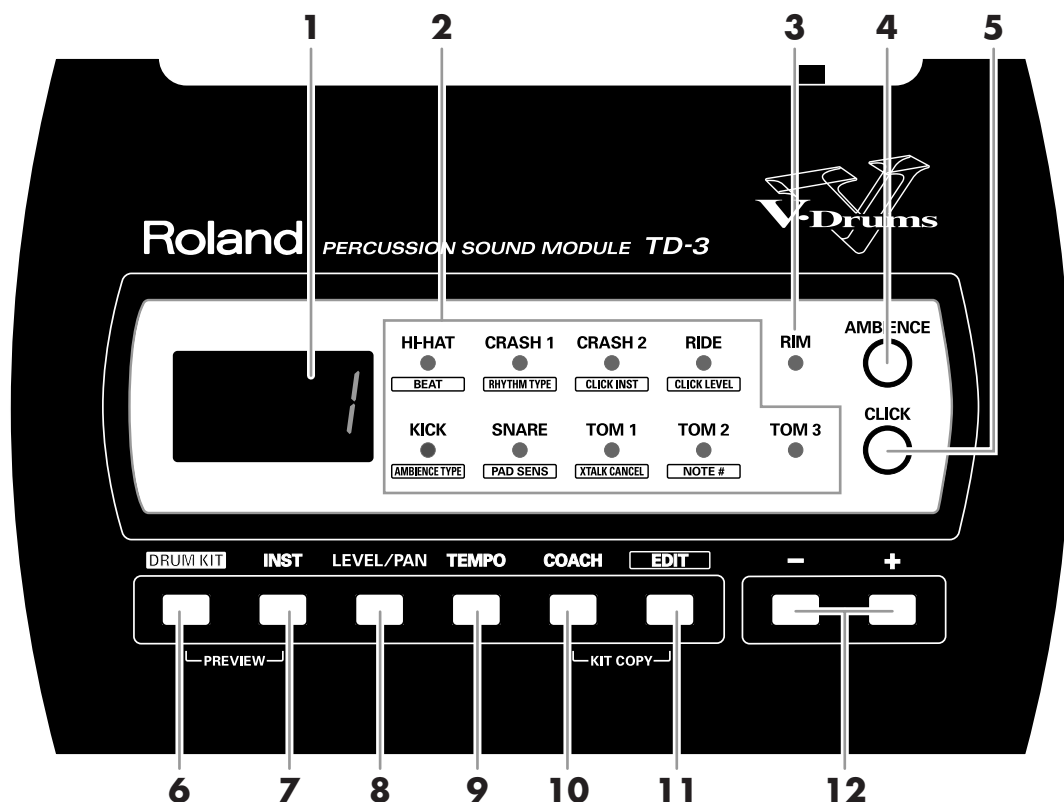 1 2 3 4 5
V-Drums
Roland PERCUSSION SOUND MODULE TD-3
HI-HAT CRASH 1 CRASH 2 RIDE RIM AMBIENCE
BEAT RHYTHM TYPE CLICK INST CLICK LEVEL
1
CLICK
KICK SNARE TOM 1 TOM 2 TOM 3
AMBIENCE TYPE PAD SENS XTALK CANCEL NOTE #
DRUM KIT INST LEVEL/PAN TEMPO COACH EDIT - +
PREVIEW KIT COPY
6 7 8 9 10 11 12